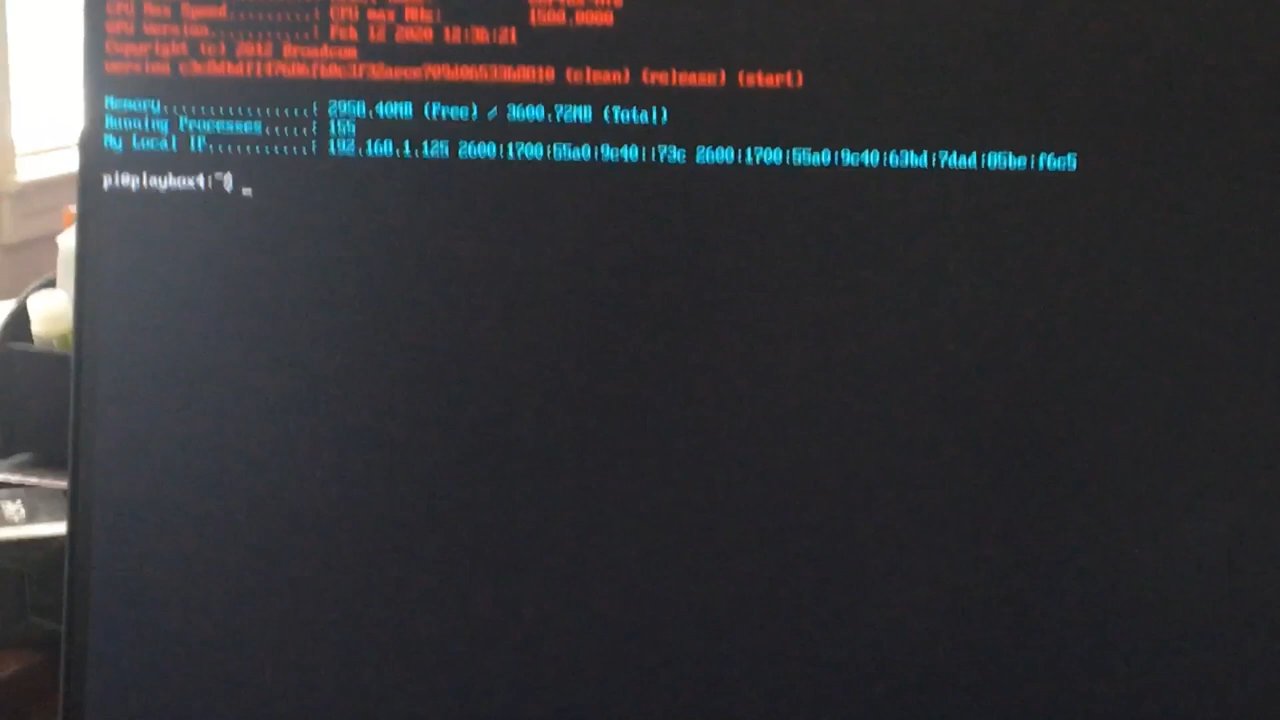 CPU Max Speed..........: CPU max MHz: 1500.0000
GPU Version............: Feb 12 2020 12:36:21
Copyright (c) 2012 Broadcom
version (clean) (release) (start)
Memory.................: 2958.40MB (Free) / 3600.72MB (Total)
Running Processes.....: 155
My Local IP............: 192.168.1.125 2600:1700:55a0:9c40::73c 2600:1700:55a0:9c40:63bd:7dad:05be:f6c5
pi@playbox4:~$ _